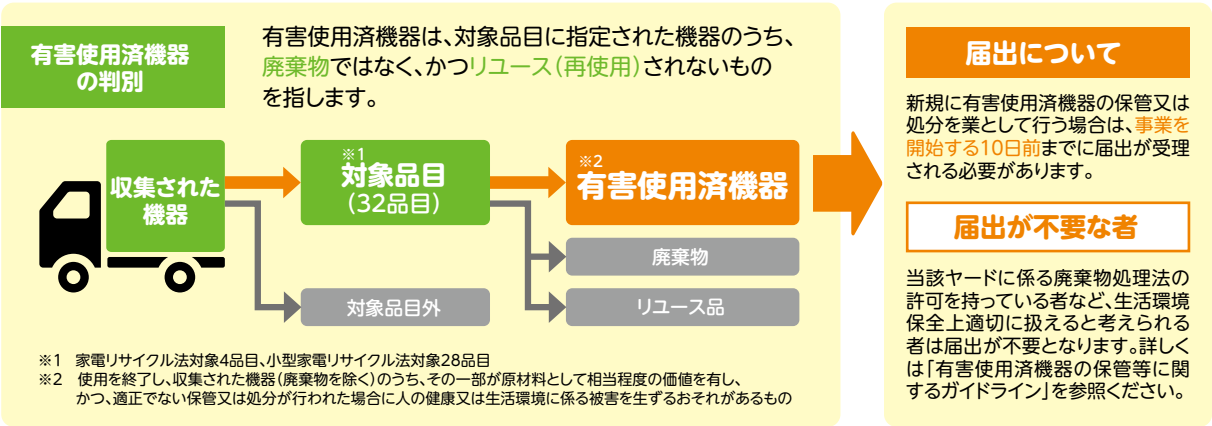 有害使用済機器
の判別
有害使用済機器は、対象品目に指定された機器のうち、
廃棄物ではなく、かつリユース（再使用）されないもの
を指します。
収集された
機器
※1
対象品目
（32品目）
※2
有害使用済機器
廃棄物
対象品目外
リユース品
※1 家電リサイクル法対象4品目、小型家電リサイクル法対象28品目
※2 使用を終了し、収集された機器（廃棄物を除く）のうち、その一部が原材料として相当程度の価値を有し、
かつ、適正でない保管又は処分が行われた場合に人の健康又は生活環境に係る被害を生ずるおそれがあるもの
届出について
新規に有害使用済機器の保管又は
処分を業として行う場合は、事業を
開始する10日前までに届出が受理
される必要があります。
届出が不要な者
当該ヤードに係る廃棄物処理法の
許可を持っている者など、生活環境
保全上適切に扱えると考えられる
者は届出が不要となります。詳しく
は「有害使用済機器の保管等に関
するガイドライン」を参照ください。